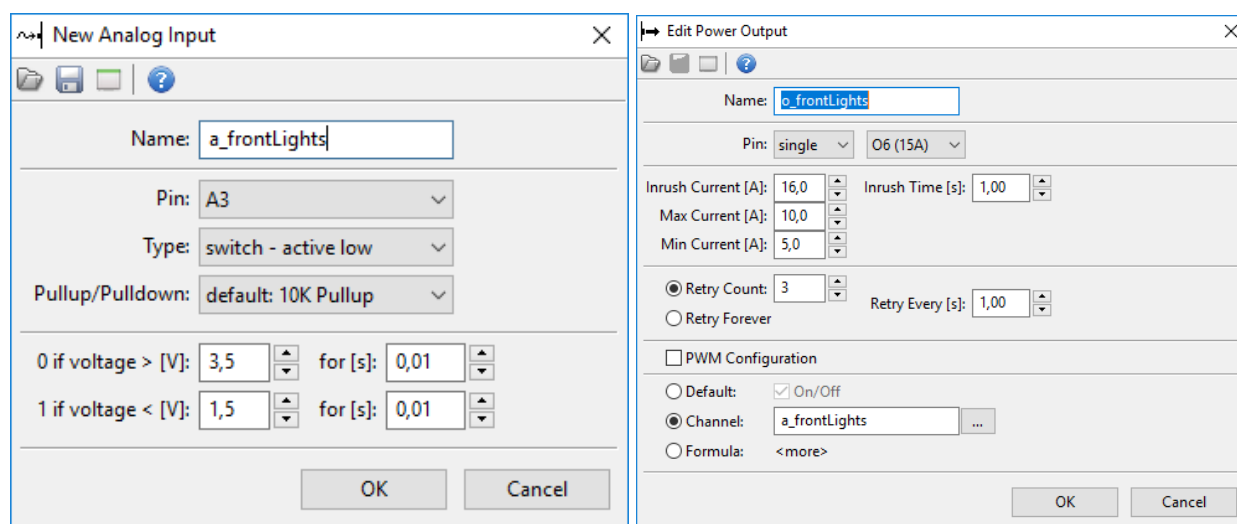 New Analog Input
Name: a_frontLights
Pin: A3
Type: switch - active low
Pullup/Pulldown: default: 10K Pullup
0 if voltage > [V]: 3,5 for [s]: 0,01
1 if voltage < [V]: 1,5 for [s]: 0,01
OK Cancel
Edit Power Output
Name: o_frontLights
Pin: single O6 (15A)
Inrush Current [A]: 16,0 Inrush Time [s]: 1,00
Max Current [A]: 10,0
Min Current [A]: 5,0
Retry Count: 3 Retry Every [s]: 1,00
Retry Forever
PWM Configuration
Default: On/Off
Channel: a_frontLights ...
Formula: <more>
OK Cancel